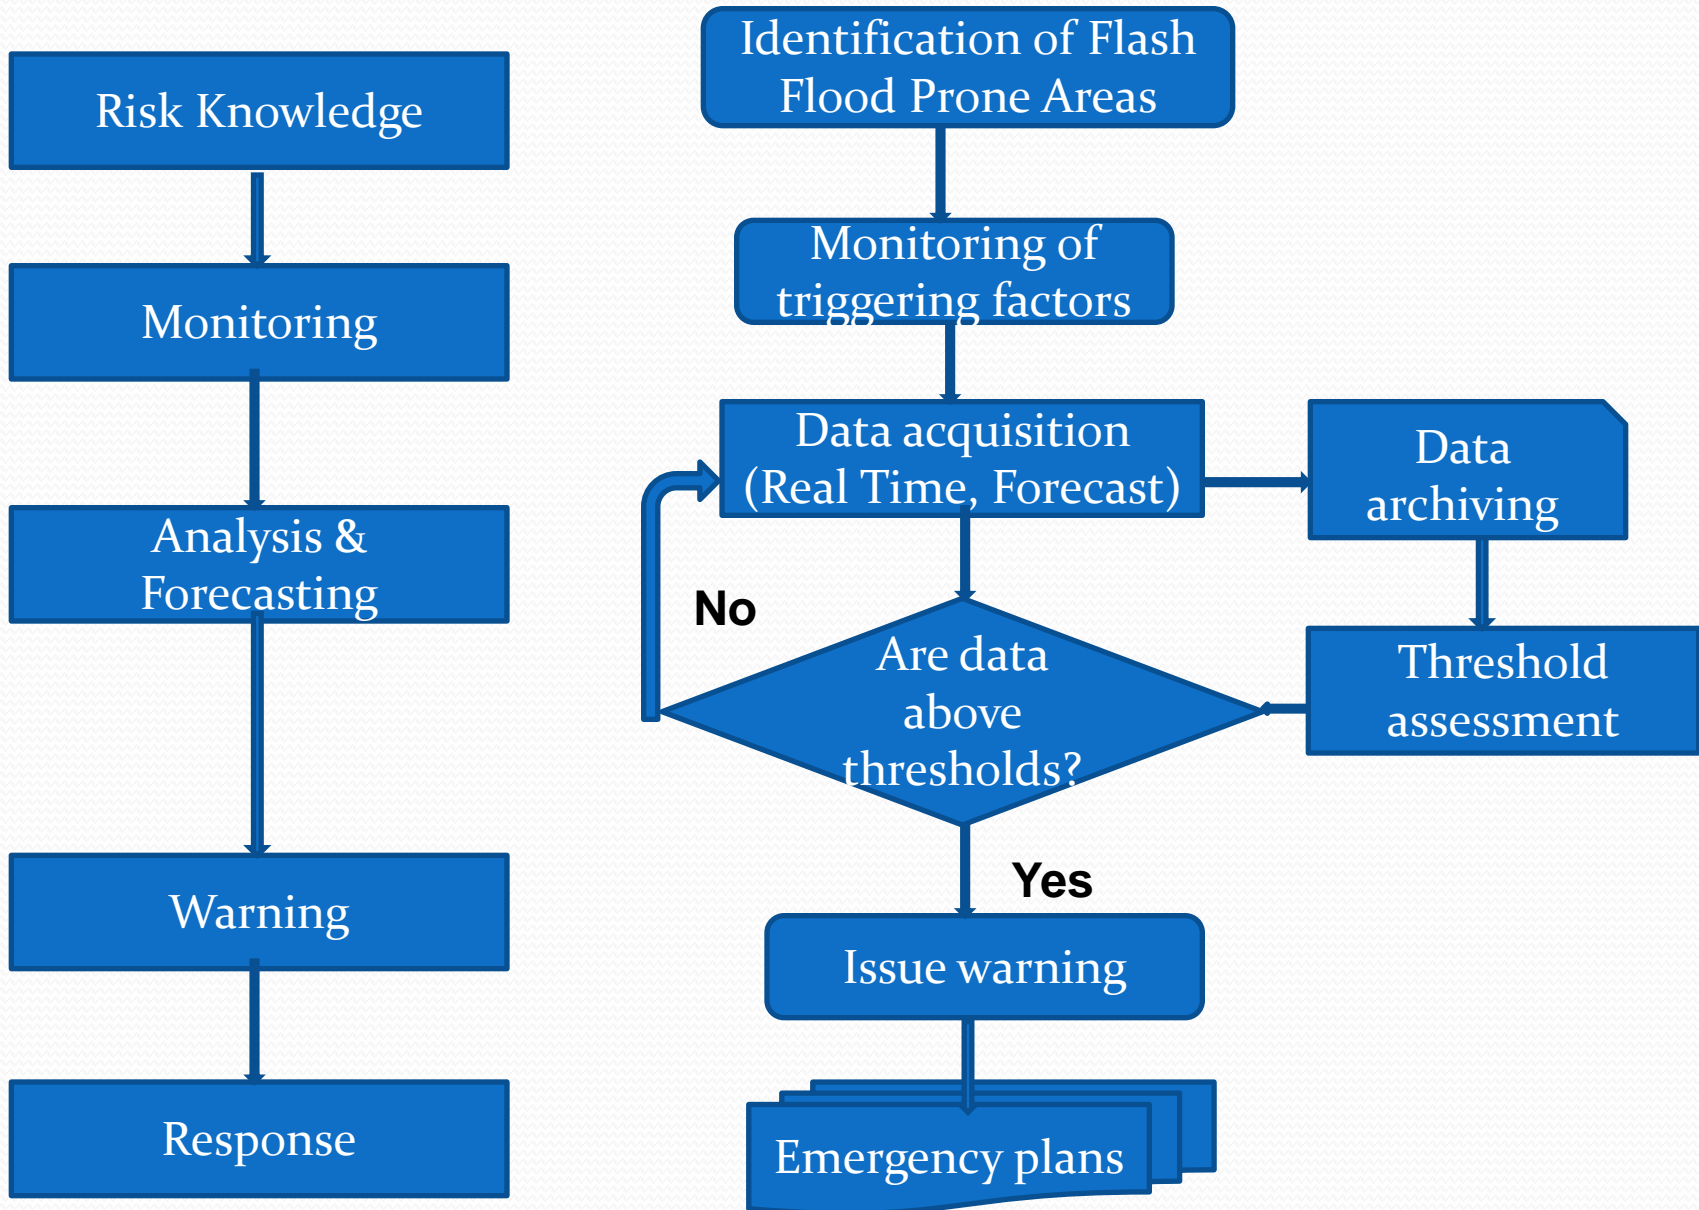 Risk Knowledge
Monitoring
Analysis &
Forecasting
Warning
Response
Identification of Flash
Flood Prone Areas
Monitoring of
triggering factors
Data acquisition
(Real Time, Forecast)
Data
archiving
No
Are data
above
thresholds?
Threshold
assessment
Yes
Issue warning
Emergency plans